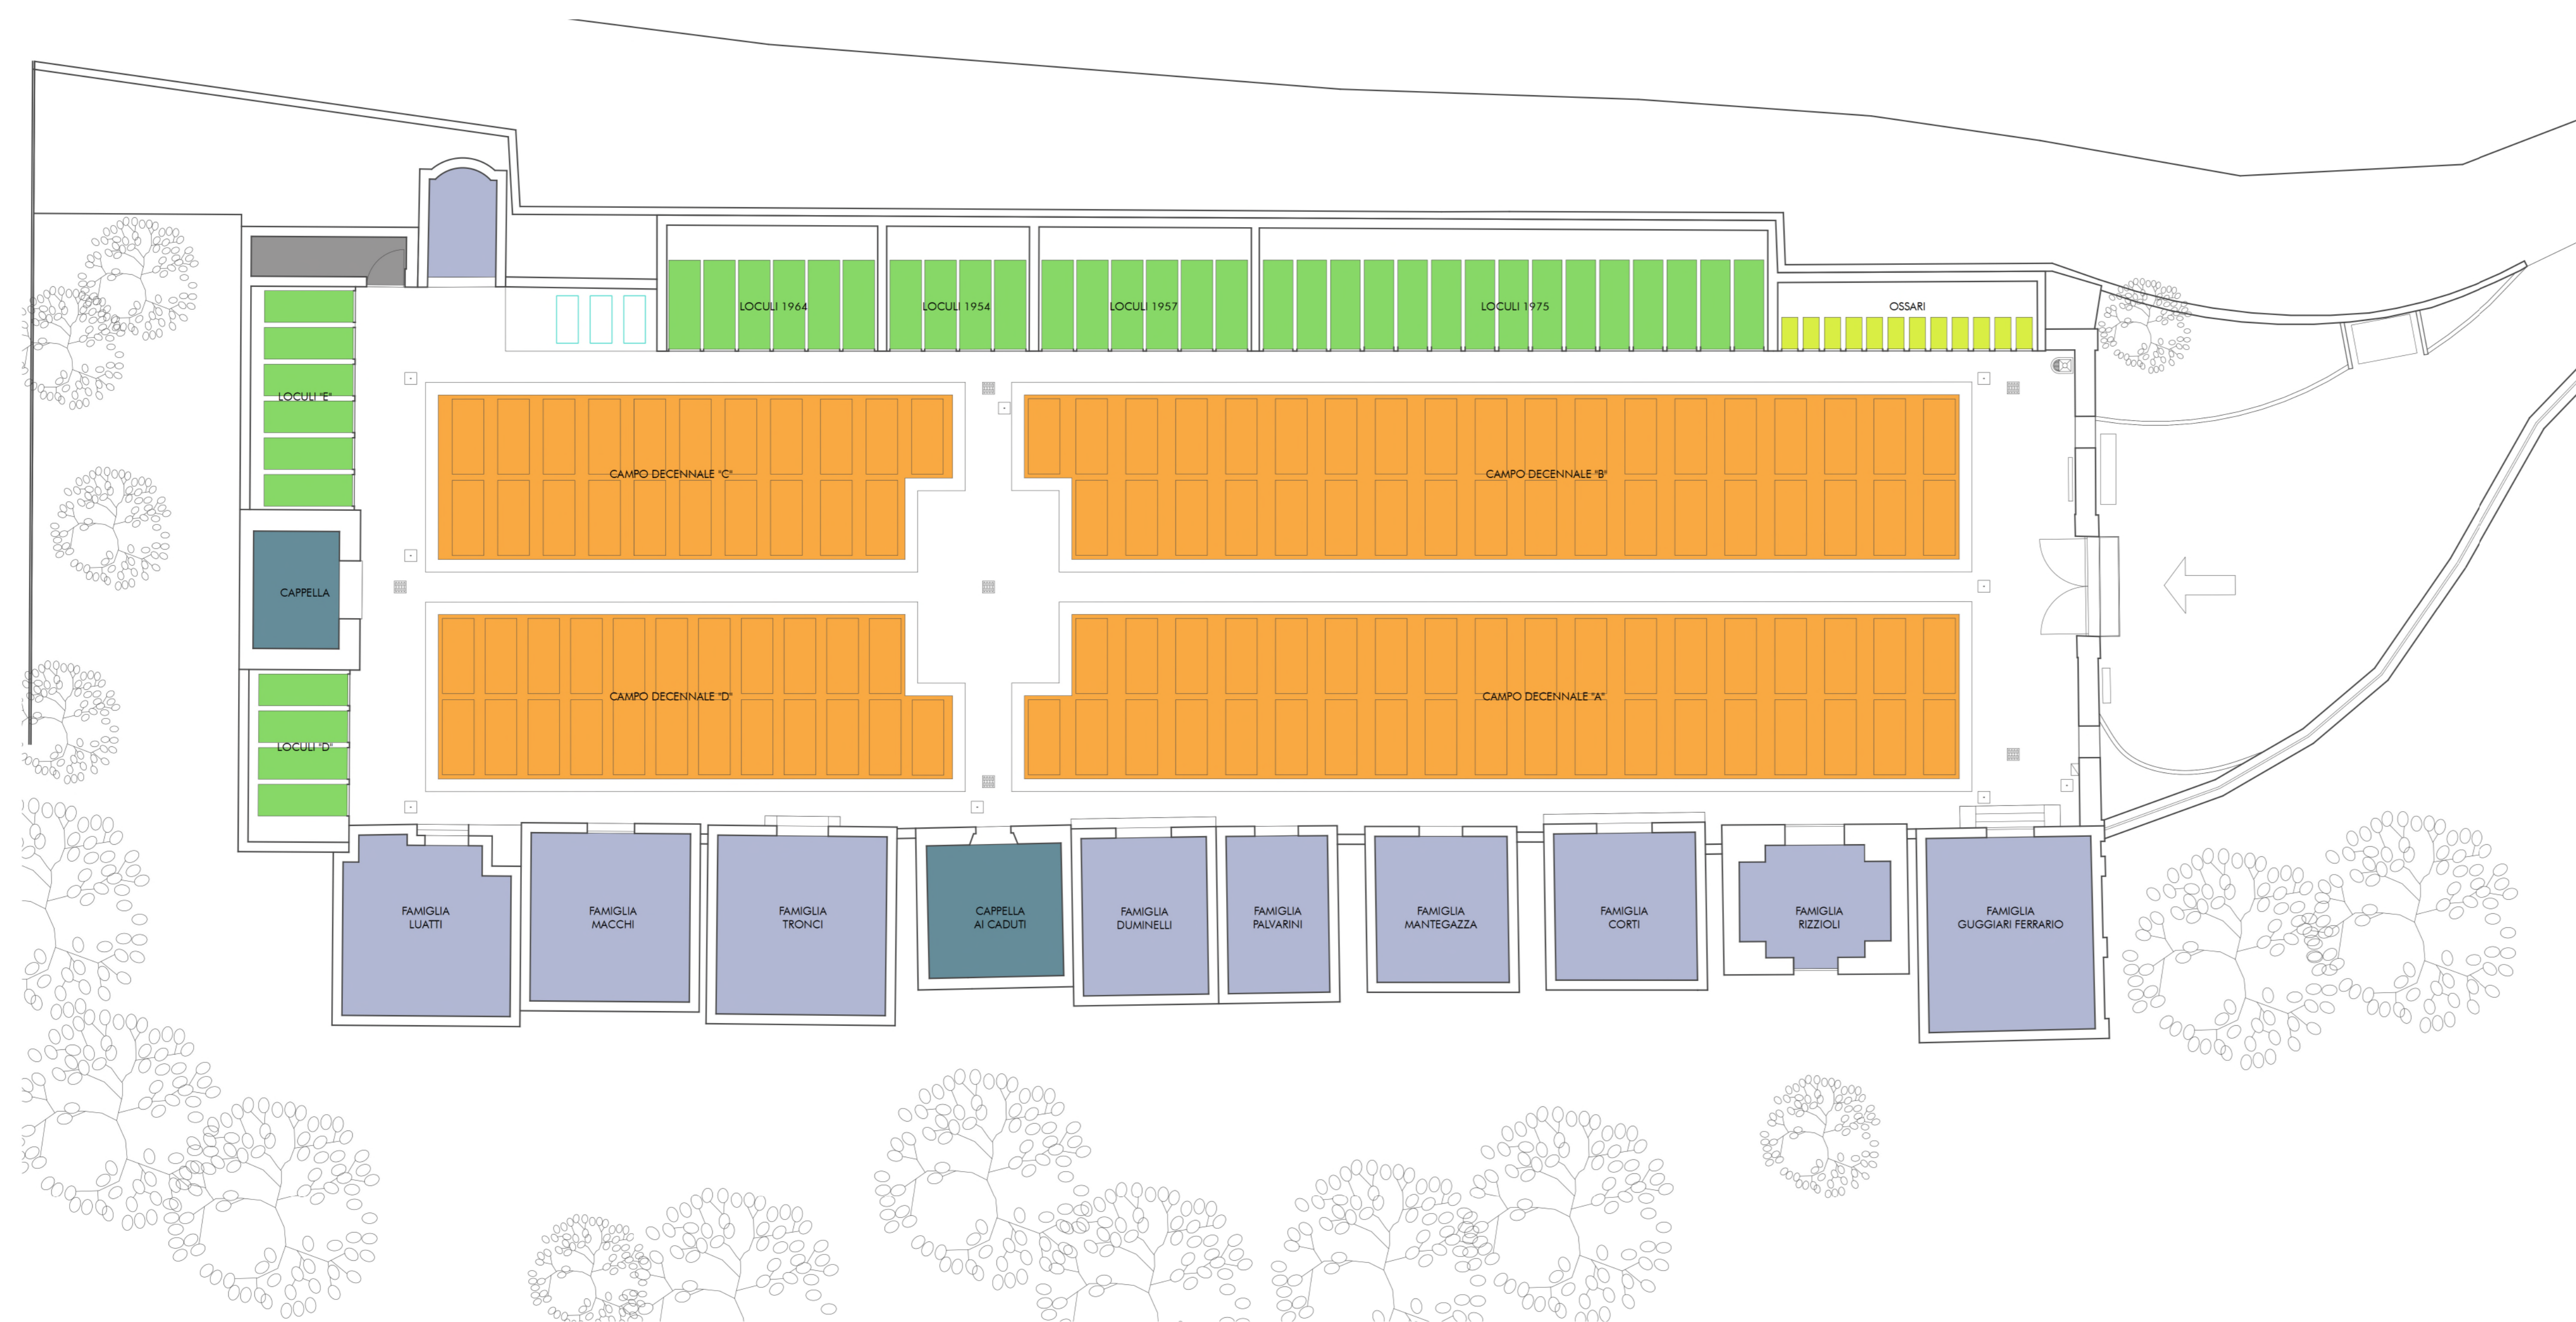 LOCULI 1964
LOCULI 1954
LOCULI 1957
LOCULI 1975
OSSARI
LOCULI "E"
CAMPO DECENNALE "C"
CAMPO DECENNALE "B"
CAPPELLA
CAMPO DECENNALE "D"
CAMPO DECENNALE "A"
LOCULI "D"
FAMIGLIA
LUATTI
FAMIGLIA
MACCHI
FAMIGLIA
TRONCI
CAPPELLA
AI CADUTI
FAMIGLIA
DUMINELLI
FAMIGLIA
PALVARINI
FAMIGLIA
MANTEGAZZA
FAMIGLIA
CORTI
FAMIGLIA
RIZZIOLI
FAMIGLIA
GUGGIARI FERRARIO